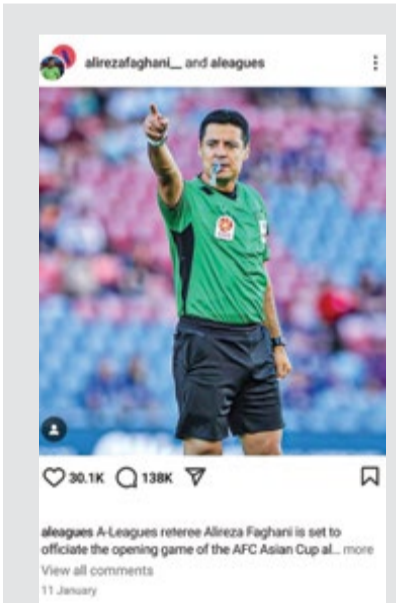 alirezafaghani__ and aleagues
30.1K 138K
aleagues A-Leagues referee Alireza Faghani is set to
officiate the opening game of the AFC Asian Cup al... more
View all comments
11 January